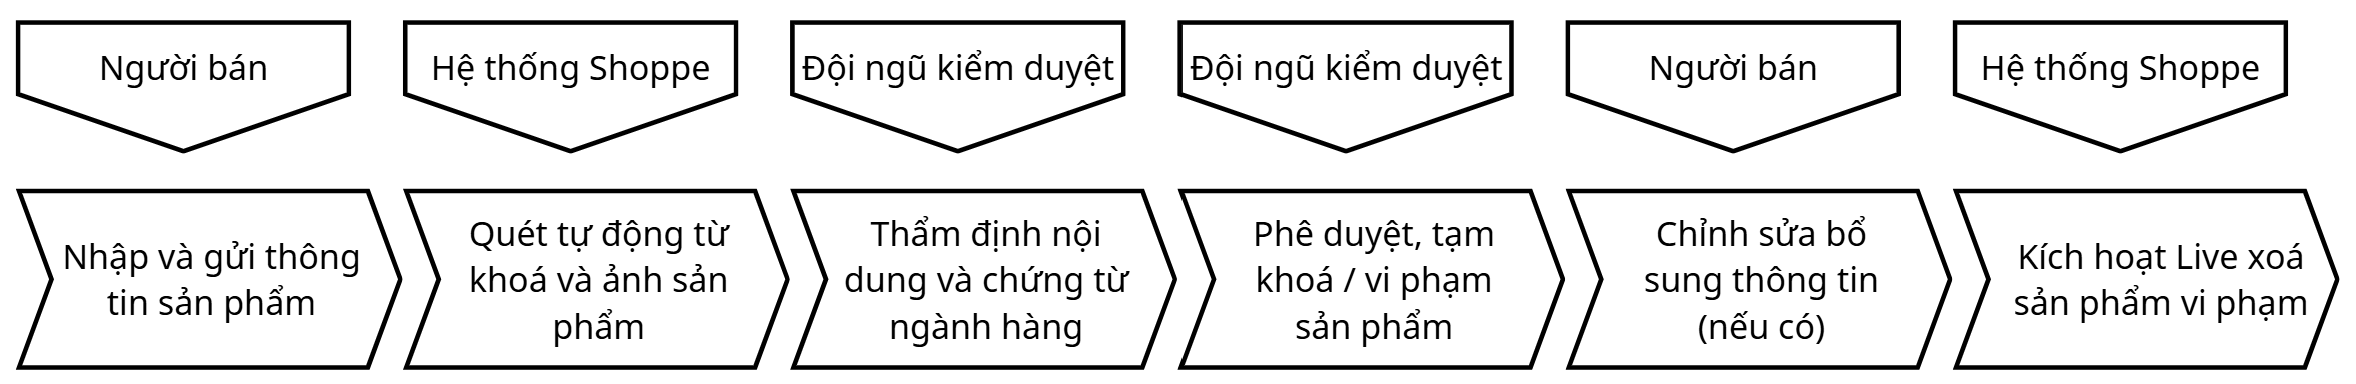 Người bán
Hệ thống Shoppe
Đội ngũ kiểm duyệt
Đội ngũ kiểm duyệt
Người bán
Hệ thống Shoppe
Nhập và gửi thông
tin sản phẩm
Quét tự động từ
khoá và ảnh sản
phẩm
Thẩm định nội
dung và chứng từ
ngành hàng
Phê duyệt, tạm
khoá / vi phạm
sản phẩm
Chỉnh sửa bổ
sung thông tin
(nếu có)
Kích hoạt Live xoá
sản phẩm vi phạm